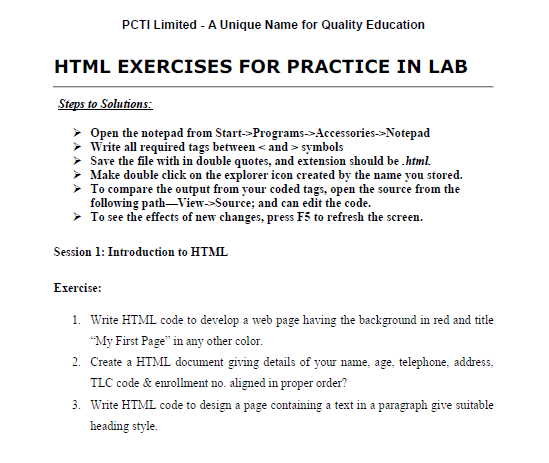 PCTI Limited - A Unique Name for Quality Education
HTML EXERCISES FOR PRACTICE IN LAB
Steps to Solutions:
➤ Open the notepad from Start->Programs->Accessories->Notepad
➤ Write all required tags between < and > symbols
➤ Save the file with in double quotes, and extension should be .html.
➤ Make double click on the explorer icon created by the name you stored.
➤ To compare the output from your coded tags, open the source from the
following path—View->Source; and can edit the code.
➤ To see the effects of new changes, press F5 to refresh the screen.
Session 1: Introduction to HTML
Exercise:
1. Write HTML code to develop a web page having the background in red and title
“My First Page” in any other color.
2. Create a HTML document giving details of your name, age, telephone, address,
TLC code & enrollment no. aligned in proper order?
3. Write HTML code to design a page containing a text in a paragraph give suitable
heading style.